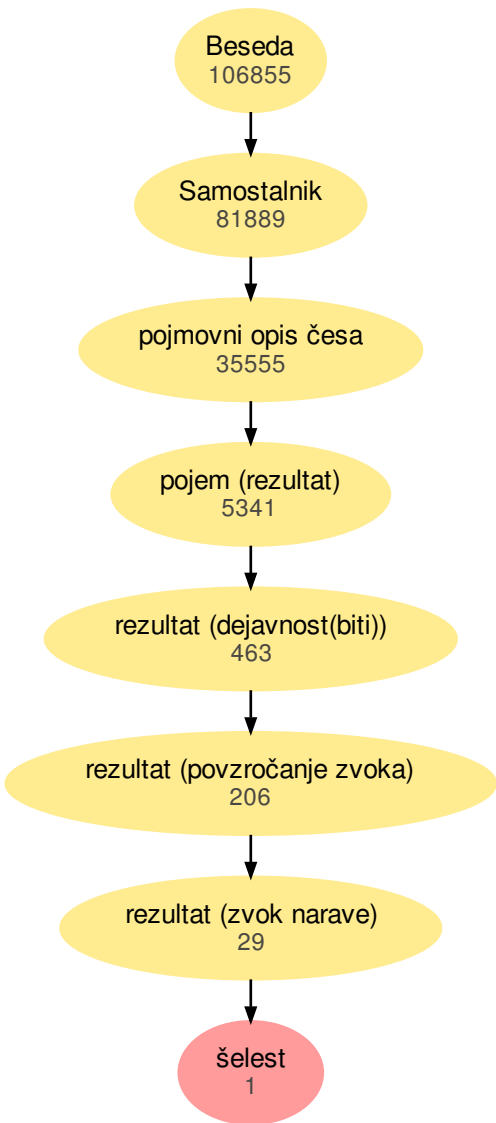 Beseda
106855
Samostalnik
81889
pojmovni opis česa
35555
pojem (rezultat)
5341
rezultat (dejavnost(biti))
463
rezultat (povzročanje zvoka)
206
rezultat (zvok narave)
29
šelest
1